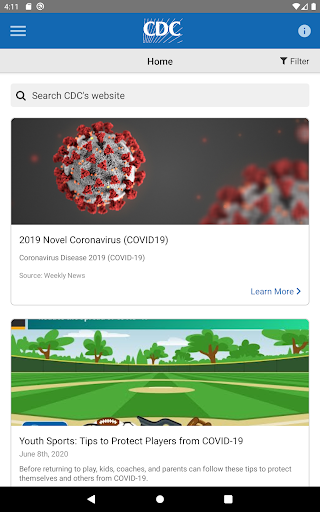 4:11
CDC
Home
Filter
Search CDC's website
2019 Novel Coronavirus (COVID19)
Coronavirus Disease 2019 (COVID-19)
Source: Weekly News
Learn More
Youth Sports: Tips to Protect Players from COVID-19
June 8th, 2020
Before returning to play, kids, coaches, and parents can follow these tips to protect
themselves and others from COVID-19.